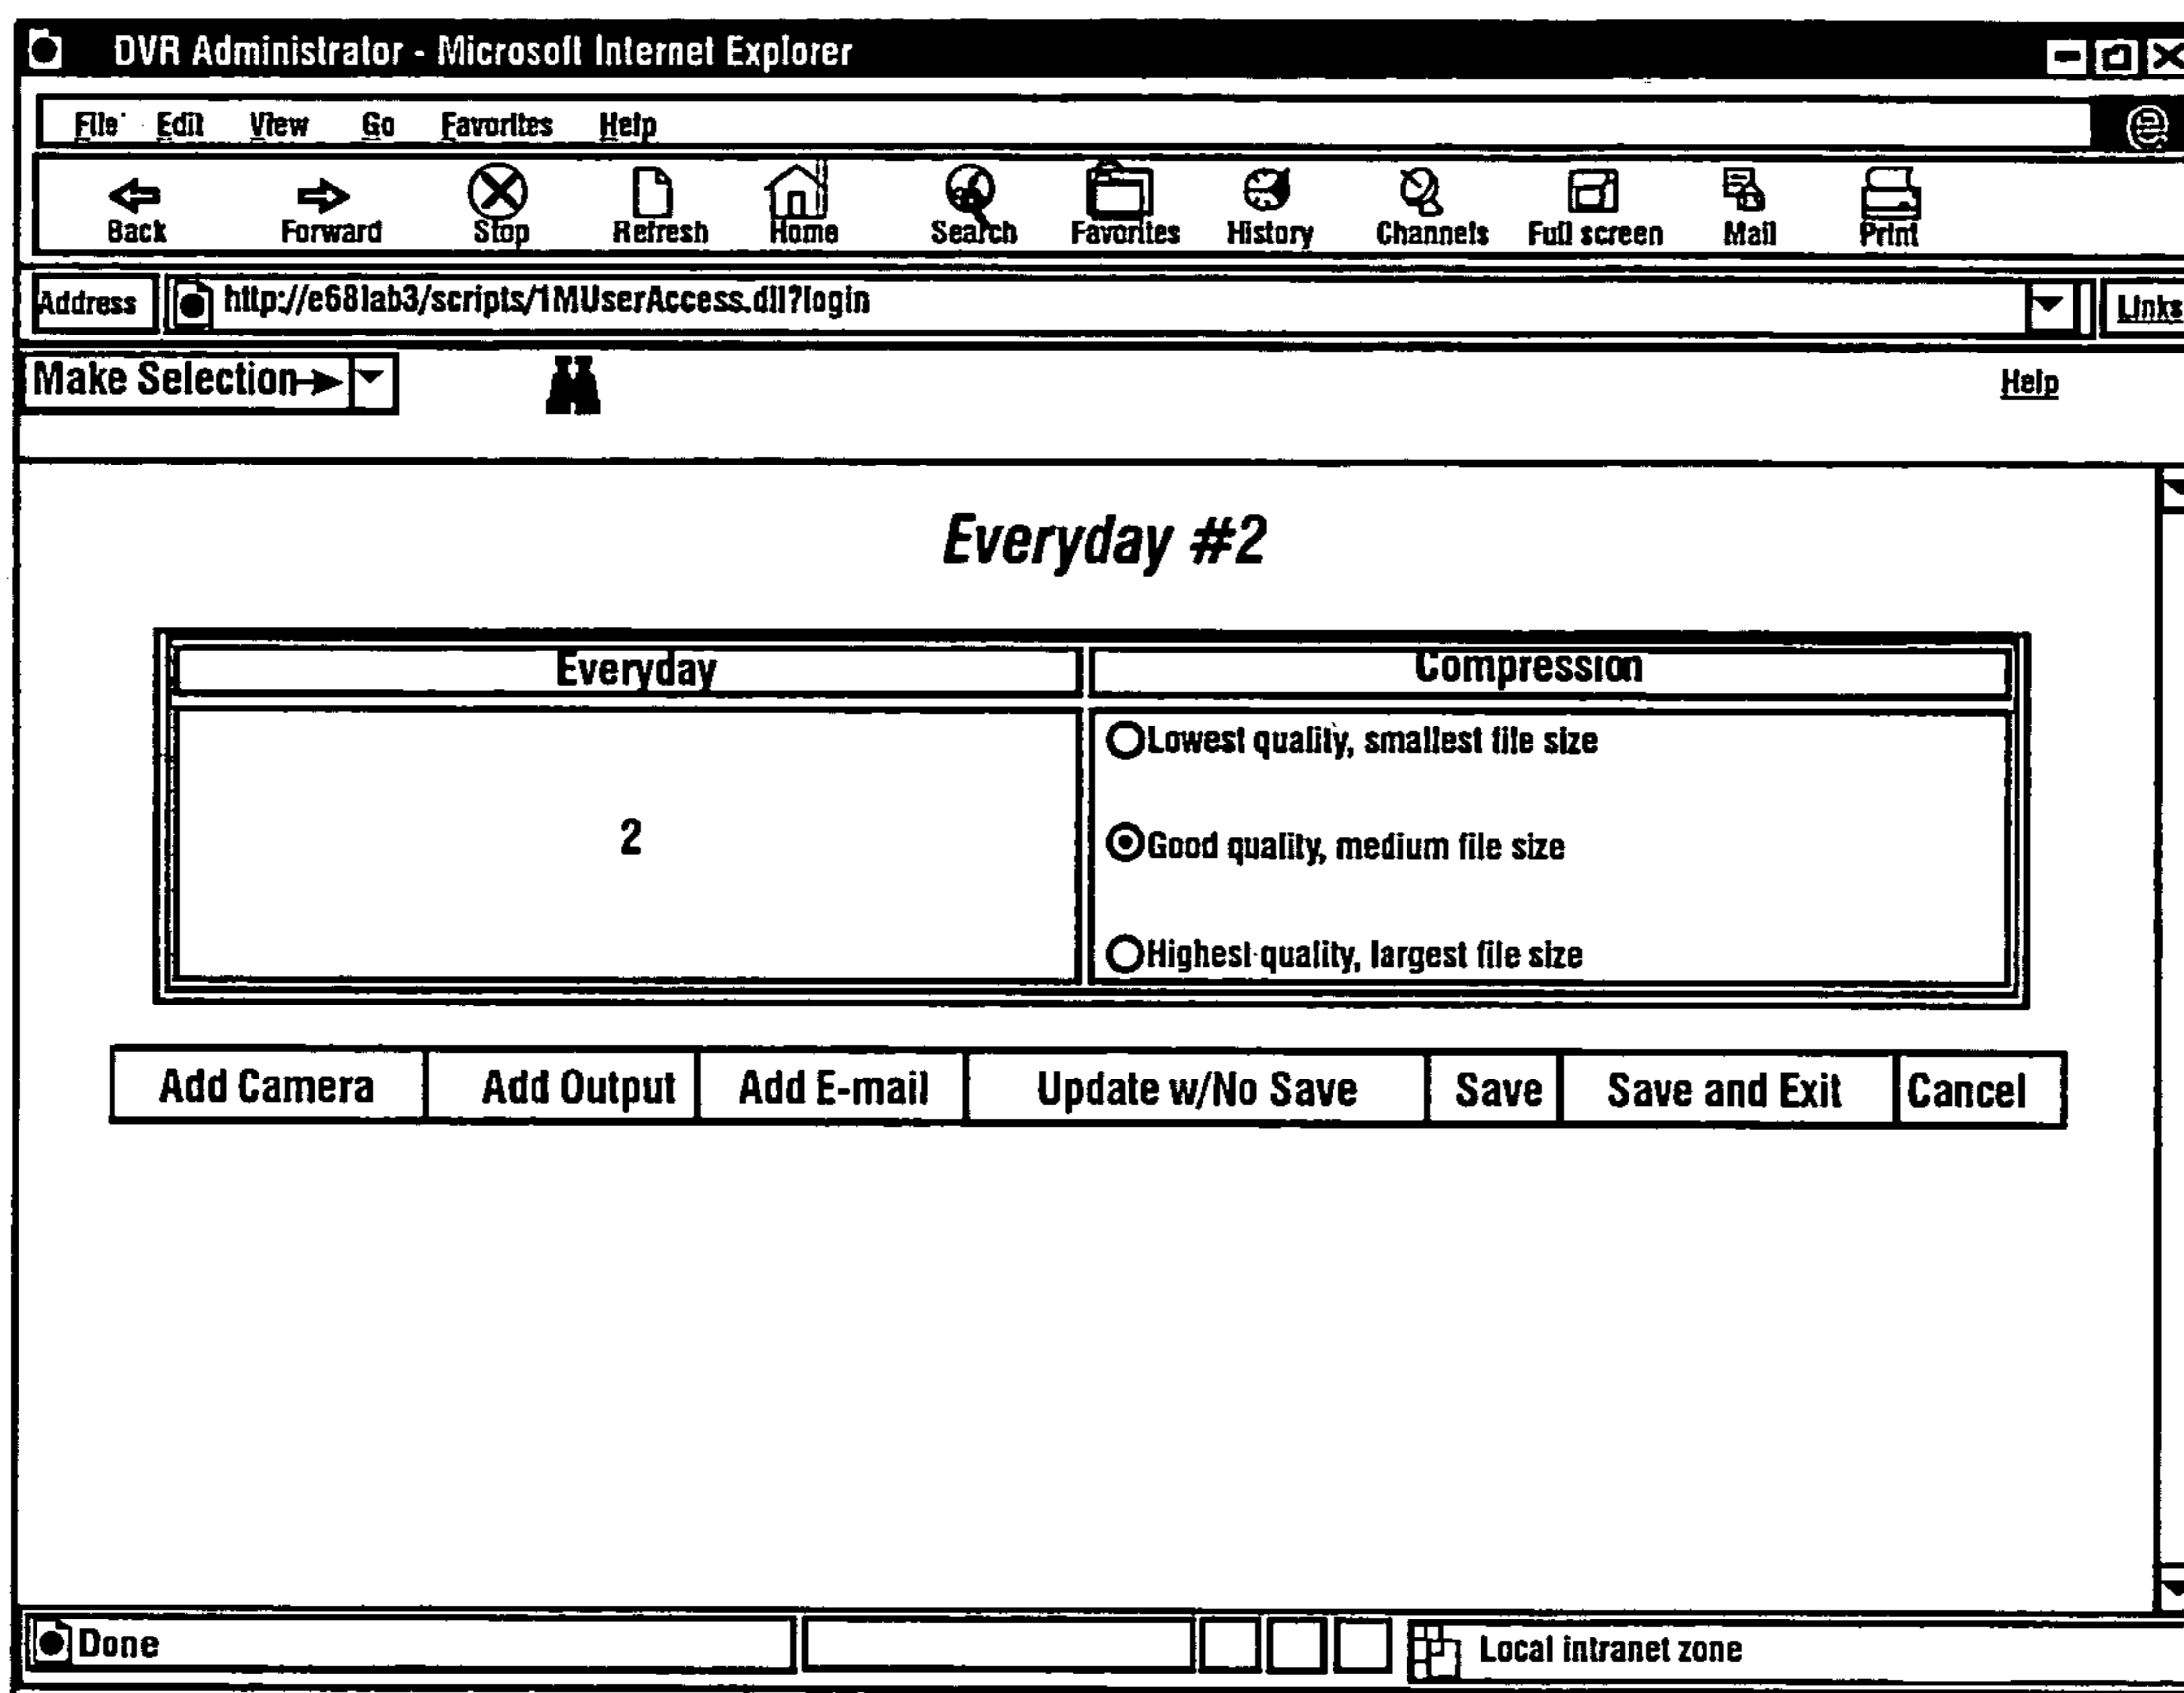 DVR Administrator - Microsoft Internet Explorer
File Edit View Go Favorites Help
Back Forward Stop Refresh Home Search Favorites History Channels Full screen Mail Print
Address http://e681ab3/scripts/1MUserAccess.dll?login Links
Make Selection Help
Everyday #2
Everyday Compression
Lowest quality, smallest file size
2 Good quality, medium file size
Highest quality, largest file size
Add Camera Add Output Add E-mail Update w/No Save Save Save and Exit Cancel
Done Local intranet zone